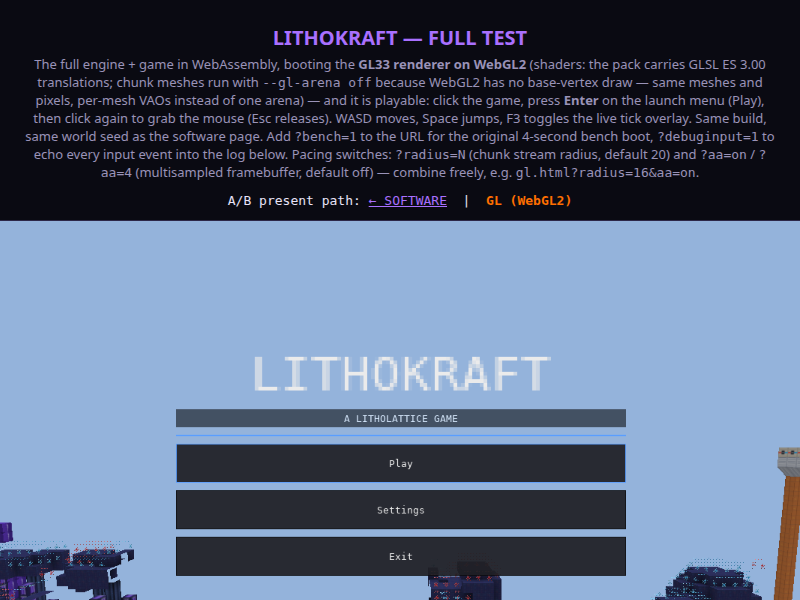 LITHOKRAFT — FULL TEST
The full engine + game in WebAssembly, booting the GL33 renderer on WebGL2 (shaders: the pack carries GLSL ES 3.00
translations; chunk meshes run with --gl-arena off because WebGL2 has no base-vertex draw — same meshes and
pixels, per-mesh VAOs instead of one arena) — and it is playable: click the game, press Enter on the launch menu (Play),
then click again to grab the mouse (Esc releases). WASD moves, Space jumps, F3 toggles the live tick overlay. Same build,
same world seed as the software page. Add ?bench=1 to the URL for the original 4-second bench boot, ?debuginput=1 to
echo every input event into the log below. Pacing switches: ?radius=N (chunk stream radius, default 20) and ?aa=on / ?
aa=4 (multisampled framebuffer, default off) — combine freely, e.g. gl.html?radius=16&aa=on.
A/B present path: ← SOFTWARE | GL (WebGL2)
LITHOKRAFT
A LITHOLATTICE GAME
Play
Settings
Exit